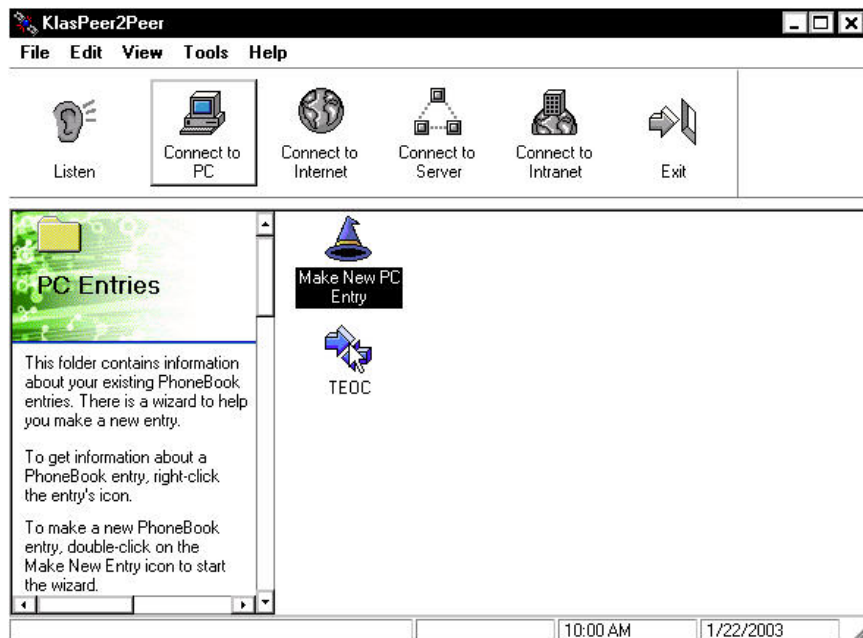 KlasPeer2Peer
File Edit View Tools Help
Listen
Connect to
PC
Connect to
Internet
Connect to
Server
Connect to
Intranet
Exit
PC Entries
This folder contains information
about your existing PhoneBook
entries. There is a wizard to help
you make a new entry.
To get information about a
PhoneBook entry, right-click
the entry's icon.
To make a new PhoneBook
entry, double-click on the
Make New Entry icon to start
the wizard.
Make New PC
Entry
TEOC
10:00 AM 1/22/2003